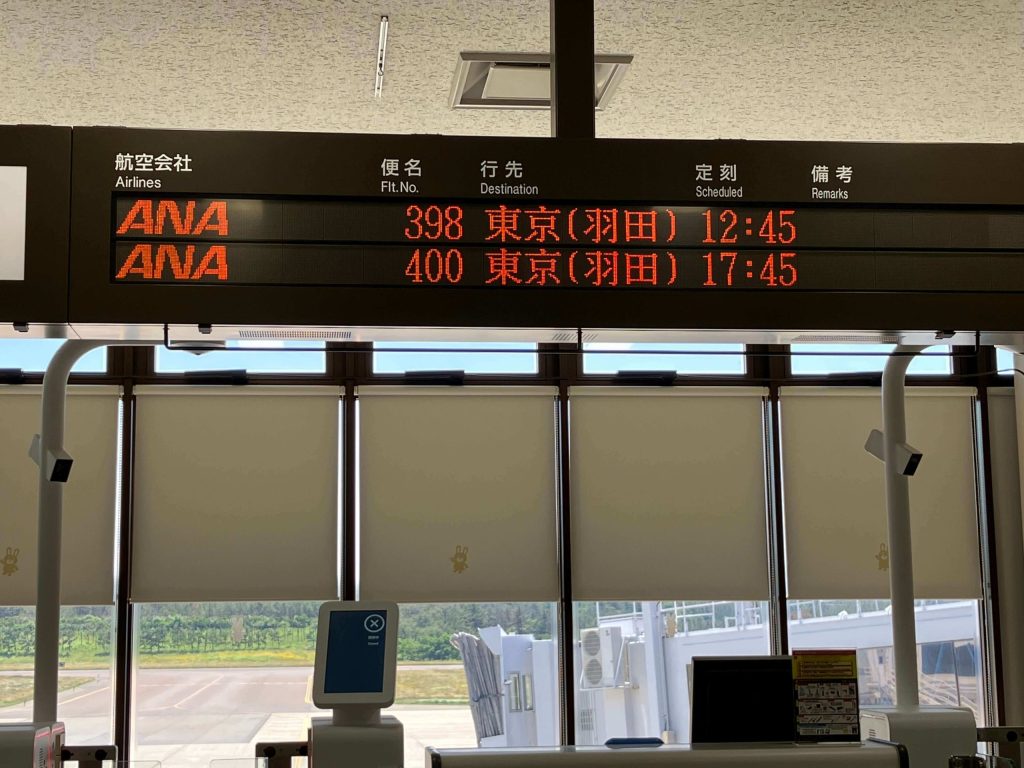 航空会社 便名 行先 定刻 備考
Airlines Flt.No. Destination Scheduled Remarks
ANA 398 東京(羽田) 12:45
ANA 400 東京(羽田) 17:45